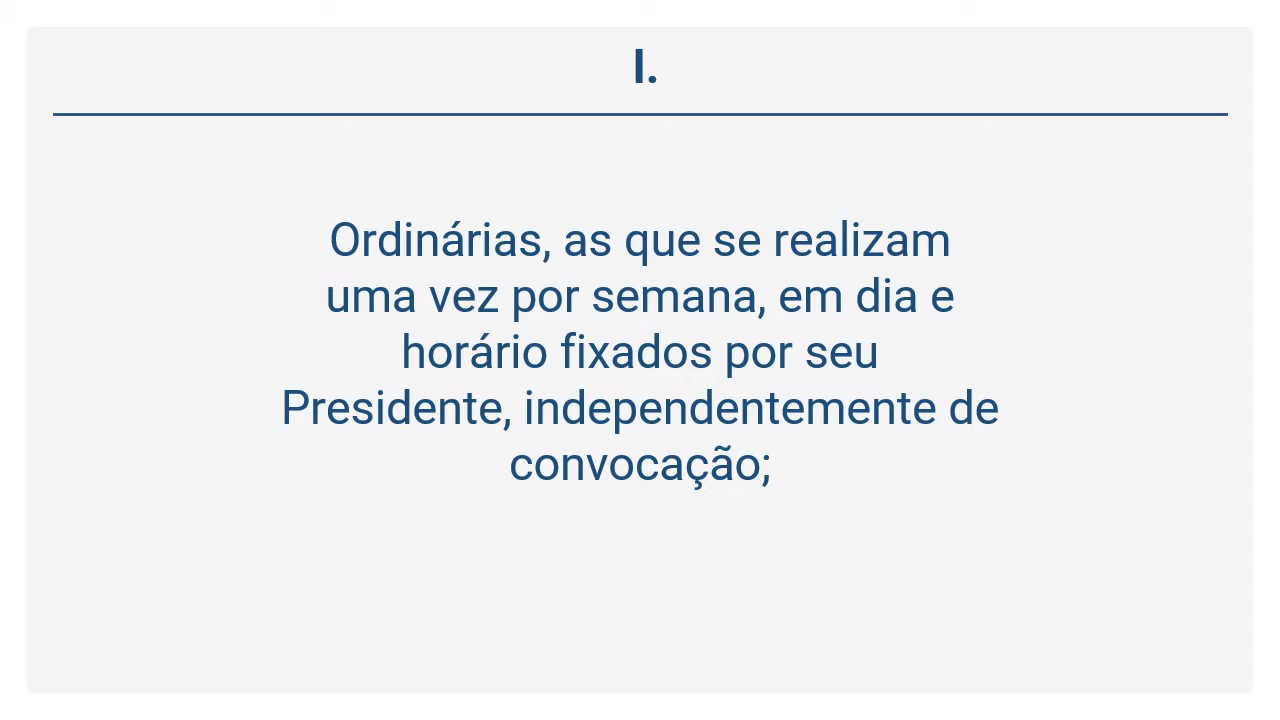 I.
Ordinárias, as que se realizam
uma vez por semana, em dia e
horário fixados por seu
Presidente, independentemente de
convocação;